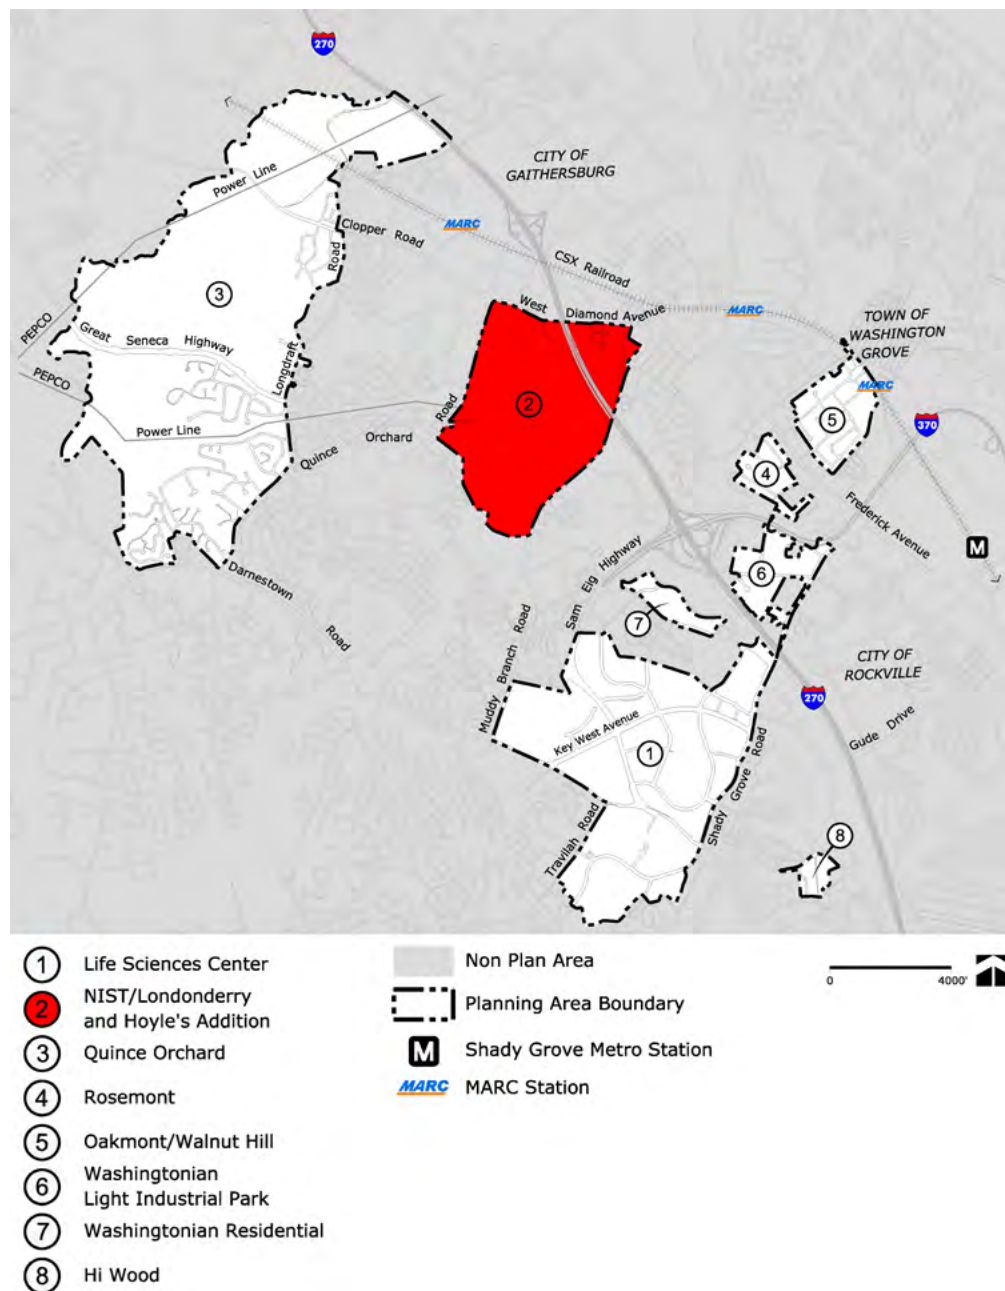 270
CITY OF
GAITHERSBURG
Power Line
Clopper Road
MARC
Road
CSX Railroad
3
West Diamond Avenue
MARC
TOWN OF
WASHINGTON
GROVE
PEPCO
Great Seneca Highway
Longdraft
MARC
PEPCO
2
Road
5
370
Power Line
Quince Orchard
4
Frederick Avenue
M
Sam Eig Highway
6
Darnestown Road
7
Muddy Branch Road
CITY OF
ROCKVILLE
270
Key West Avenue
1
Gude Drive
Shady Grove Road
Travilah Road
8
1 Life Sciences Center
2 NIST/Londonderry
and Hoyle's Addition
3 Quince Orchard
4 Rosemont
5 Oakmont/Walnut Hill
6 Washingtonian
Light Industrial Park
7 Washingtonian Residential
8 Hi Wood
Non Plan Area
Planning Area Boundary
M Shady Grove Metro Station
MARC MARC Station
0 4000'